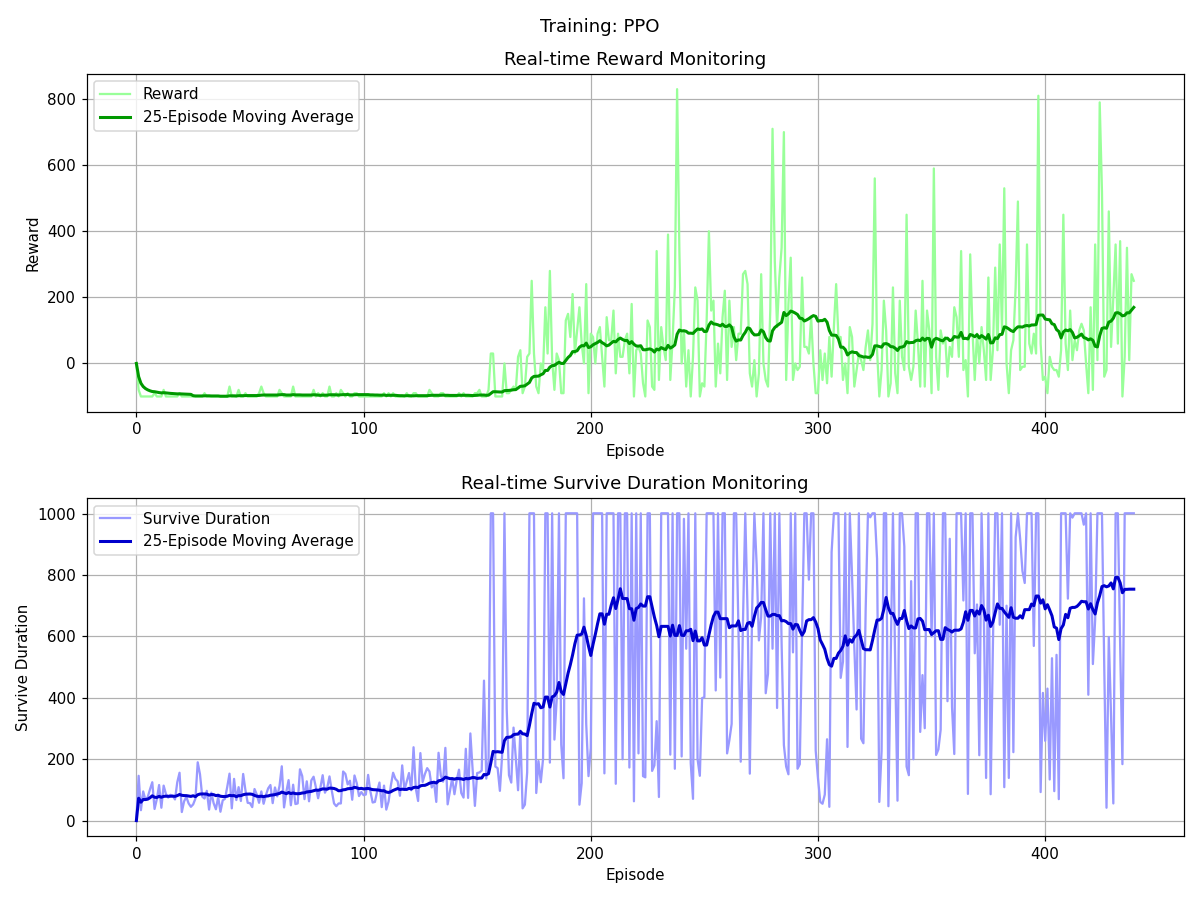 Training: PPO
Real-time Reward Monitoring
Reward
25-Episode Moving Average
800
600
400
200
0
Reward
0 100 200 300 400
Episode
Real-time Survive Duration Monitoring
Survive Duration
25-Episode Moving Average
1000
800
600
400
200
0
Survive Duration
0 100 200 300 400
Episode